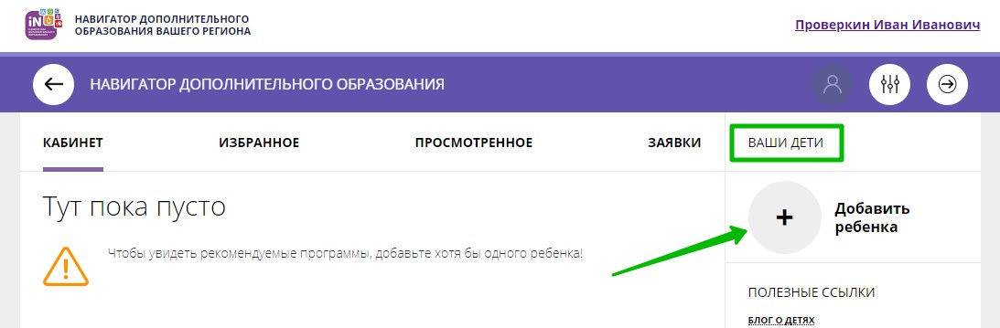 iN
НАВИГАТОР ДОПОЛНИТЕЛЬНОГО
ОБРАЗОВАНИЯ ВАШЕГО РЕГИОНА
Проверкин Иван Иванович
НАВИГАТОР ДОПОЛНИТЕЛЬНОГО ОБРАЗОВАНИЯ
КАБИНЕТ ИЗБРАННОЕ ПРОСМОТРЕННОЕ ЗАЯВКИ
ВАШИ ДЕТИ
Тут пока пусто
Чтобы увидеть рекомендуемые программы, добавьте хотя бы одного ребенка!
Добавить
ребенка
ПОЛЕЗНЫЕ ССЫЛКИ
БЛОГ О ДЕТЯХ